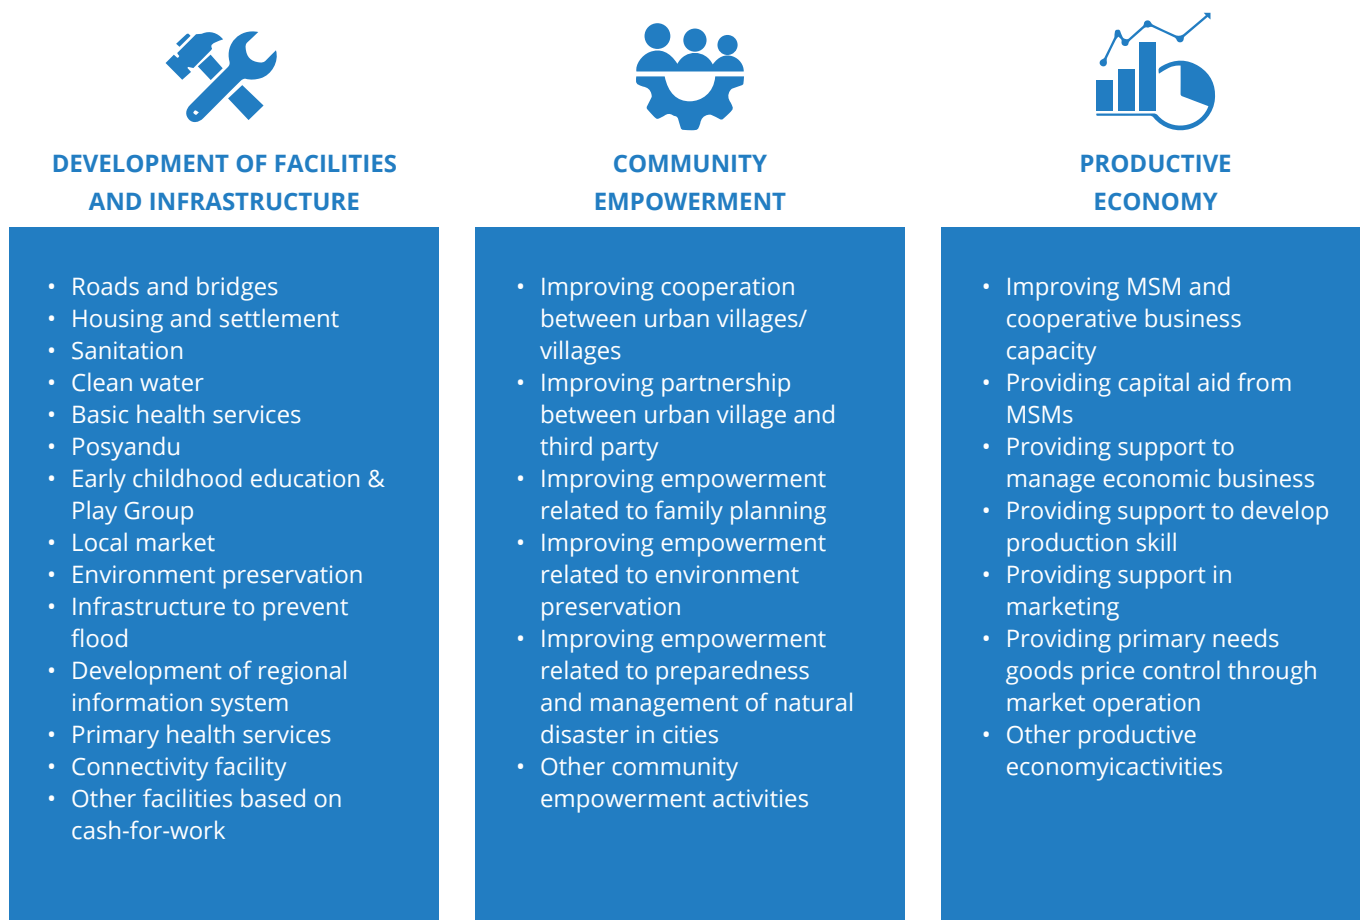 DEVELOPMENT OF FACILITIES
AND INFRASTRUCTURE
• Roads and bridges
• Housing and settlement
• Sanitation
• Clean water
• Basic health services
• Posyandu
• Early childhood education &
Play Group
• Local market
• Environment preservation
• Infrastructure to prevent
flood
• Development of regional
information system
• Primary health services
• Connectivity facility
• Other facilities based on
cash-for-work
COMMUNITY
EMPOWERMENT
• Improving cooperation
between urban villages/
villages
• Improving partnership
between urban village and
third party
• Improving empowerment
related to family planning
• Improving empowerment
related to environment
preservation
• Improving empowerment
related to preparedness
and management of natural
disaster in cities
• Other community
empowerment activities
PRODUCTIVE
ECONOMY
• Improving MSM and
cooperative business
capacity
• Providing capital aid from
MSMs
• Providing support to
manage economic business
• Providing support to develop
production skill
• Providing support in
marketing
• Providing primary needs
goods price control through
market operation
• Other productive
economyicactivities